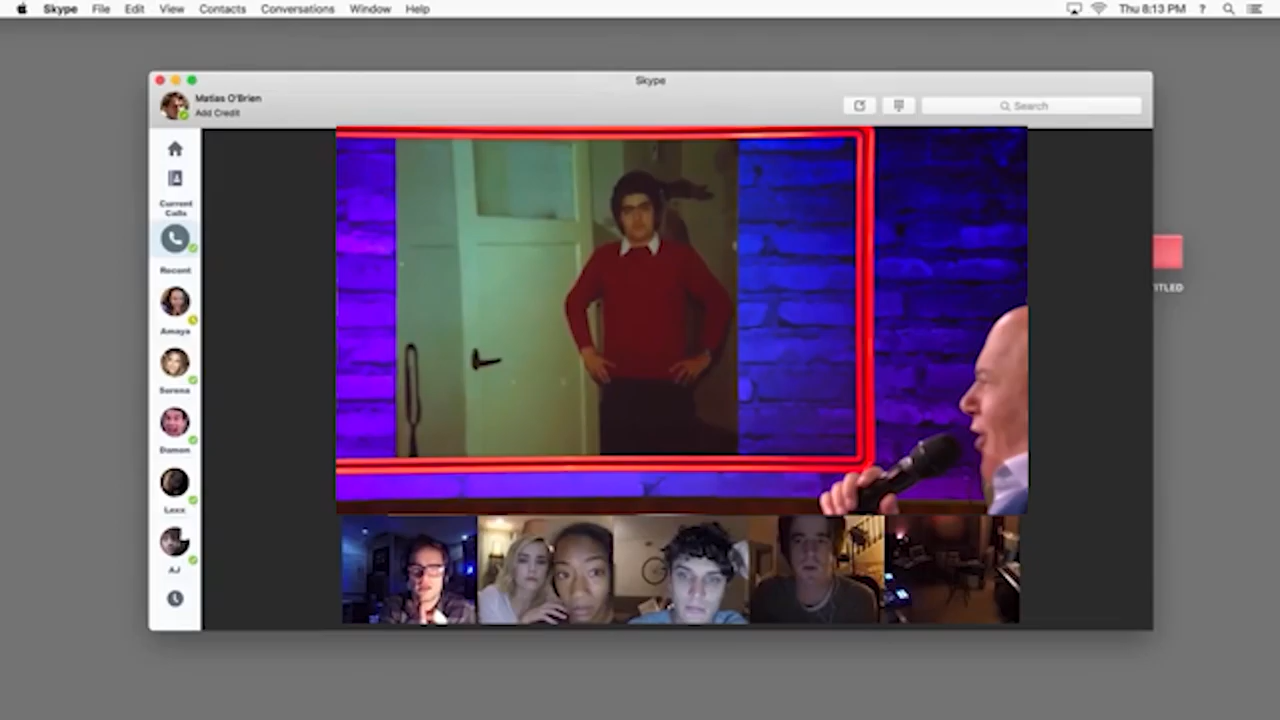 Skype File Edit View Contacts Conversations Window Help Thu 8:13 PM ?
Skype
Matias O'Brien
Add Credit
Search
Current
Calls
Recent
Amaya
Serena
Damon
Lexx
AJ
ITLED